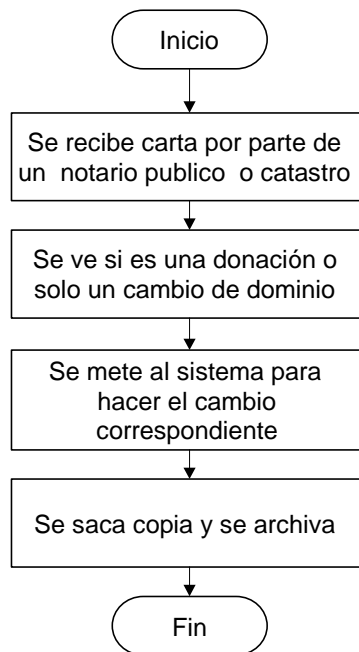 Inicio
Se recibe carta por parte de
un notario publico o catastro
Se ve si es una donación o
solo un cambio de dominio
Se mete al sistema para
hacer el cambio
correspondiente
Se saca copia y se archiva
Fin